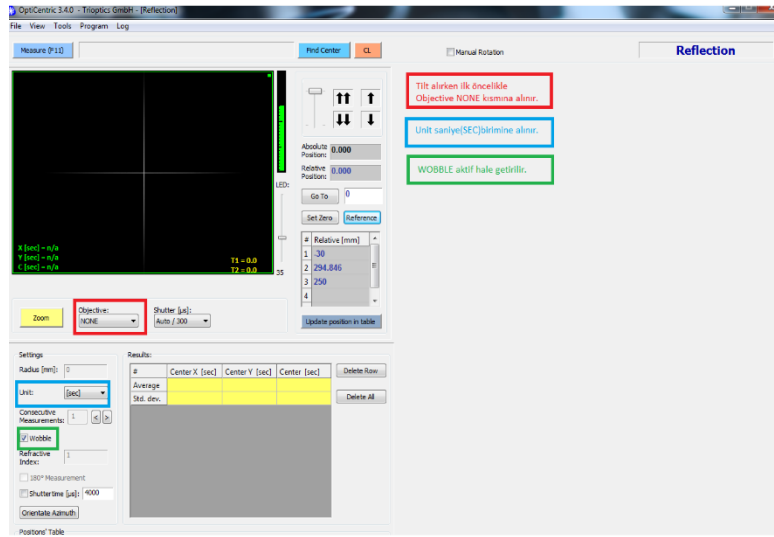 OptiCentric 3.4.0 - Trioptics GmbH - [Reflection]
File View Tools Program Log
Measure (F11)
Find Center
CL
Manual Rotation
Reflection
Tilt alırken ilk öncelikle
Objective NONE kısmına alınır.
Unit saniye(SEC)birimine alınır.
WOBBLE aktif hale getirilir.
X [sec] = n/a
Y [sec] = n/a
C [sec] = n/a
T1 = 0.0
T2 = 0.0
LED:
35
Absolute
Position: 0.000
Relative
Position: 0.000
Go To 0
Set Zero Reference
# Relative [mm]
1 -30
2 294.846
3 250
4
Update position in table
Zoom
Objective:
NONE
Shutter [µs]:
Auto / 300
Settings
Radius [mm]: 0
Unit: [sec]
Consecutive
Measurements: 1 < >
Wobble
Refractive
Index: 1
180° Measurement
Shuttertime [µs]: 4000
Orientate Azimuth
Results:
# Center X [sec] Center Y [sec] Center [sec]
Average
Std. dev.
Delete Row
Delete All
Positions' Table